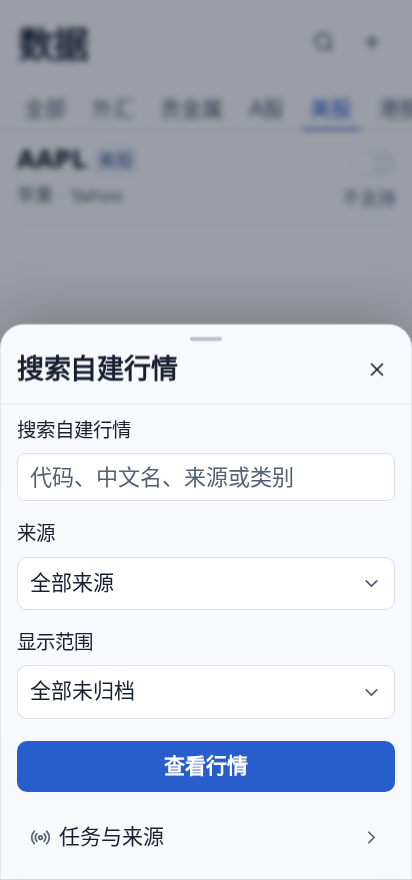 数据
全部 外汇 贵金属 A股 美股 港股
AAPL 美股
苹果 · Yahoo
不支持
搜索自建行情
搜索自建行情
代码、中文名、来源或类别
来源
全部来源
显示范围
全部未归档
查看行情
任务与来源